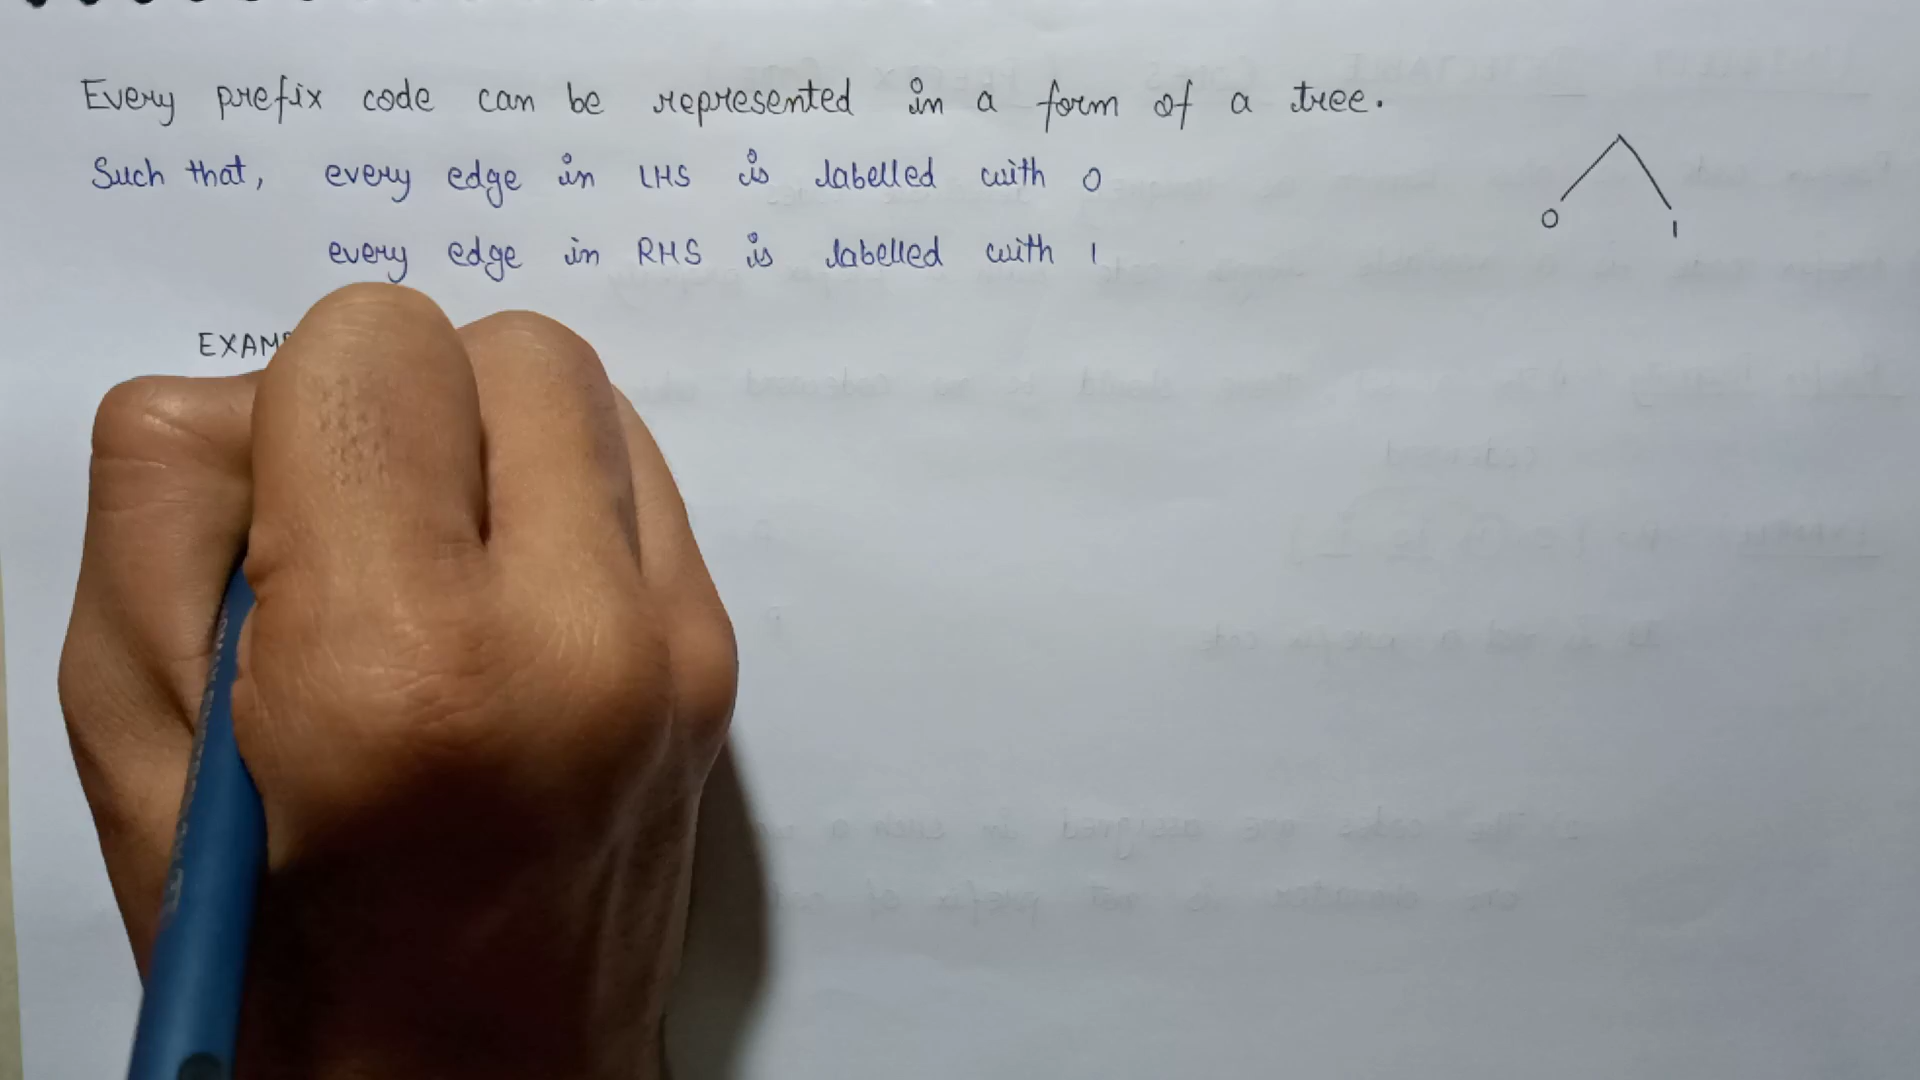 Every prefix code can be represented in a form of a tree.
Such that, every edge in LHS is labelled with 0
every edge in RHS is labelled with 1
0
1